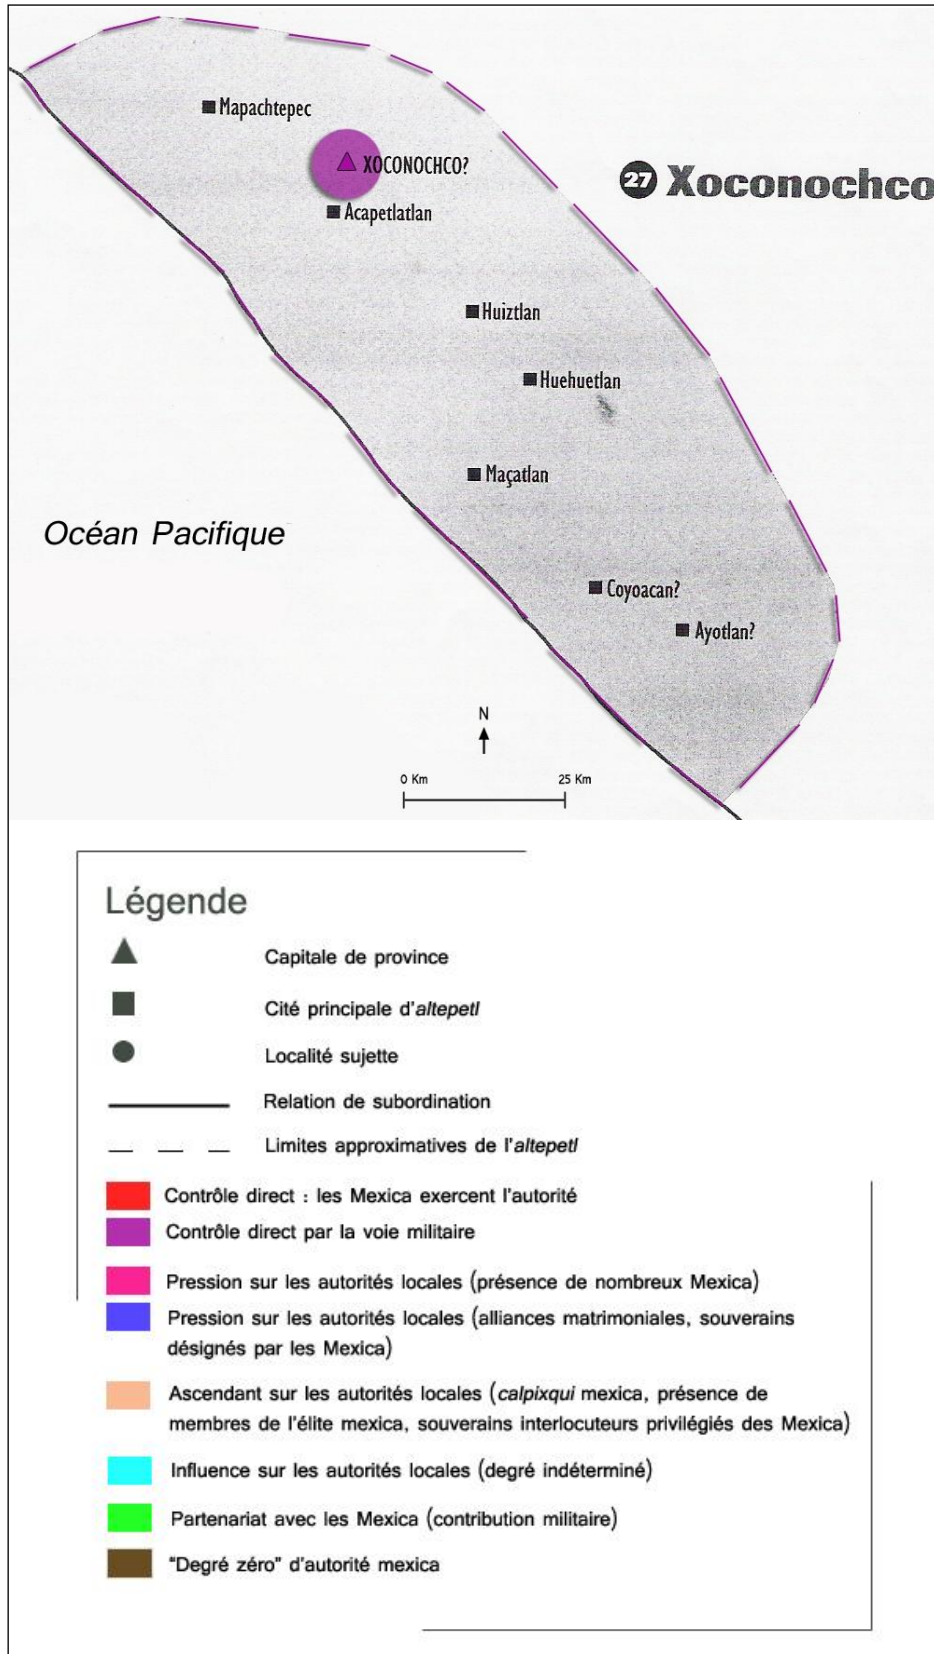 Mapachtepec
XOCONOCHCO?
27 Xoconochco
Acapetlatlan
Huiztlan
Huehuetlan
Maçatlan
Océan Pacifique
Coyoacan?
Ayotlan?
N
0 Km 25 Km
Légende
Capitale de province
Cité principale d'altepetl
Localité sujette
Relation de subordination
Limites approximatives de l'altepetl
Contrôle direct : les Mexica exercent l'autorité
Contrôle direct par la voie militaire
Pression sur les autorités locales (présence de nombreux Mexica)
Pression sur les autorités locales (alliances matrimoniales, souverains
désignés par les Mexica)
Ascendant sur les autorités locales (calpixqui mexica, présence de
membres de l'élite mexica, souverains interlocuteurs privilégiés des Mexica)
Influence sur les autorités locales (degré indéterminé)
Partenariat avec les Mexica (contribution militaire)
"Degré zéro" d'autorité mexica